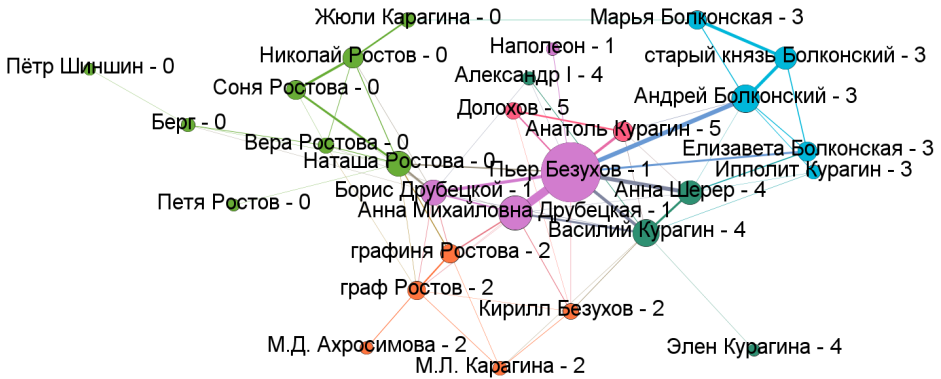 Жюли Карагина - 0
Марья Болконская - 3
Наполеон - 1
Николай Ростов - 0
старый князь Болконский - 3
Пётр Шиншин - 0
Александр I - 4
Соня Ростова - 0
Андрей Болконский - 3
Долохов - 5
Берг - 0
Анатоль Курагин - 5
Вера Ростова - 0
Елизавета Болконская - 3
Наташа Ростова - 0
Пьер Безухов - 1
Ипполит Курагин - 3
Борис Друбецкой - 1
Анна Шерер - 4
Петя Ростов - 0
Анна Михайловна Друбецкая - 1
Василий Курагин - 4
графиня Ростова - 2
граф Ростов - 2
Кирилл Безухов - 2
М.Д. Ахросимова - 2
Элен Курагина - 4
М.Л. Карагина - 2